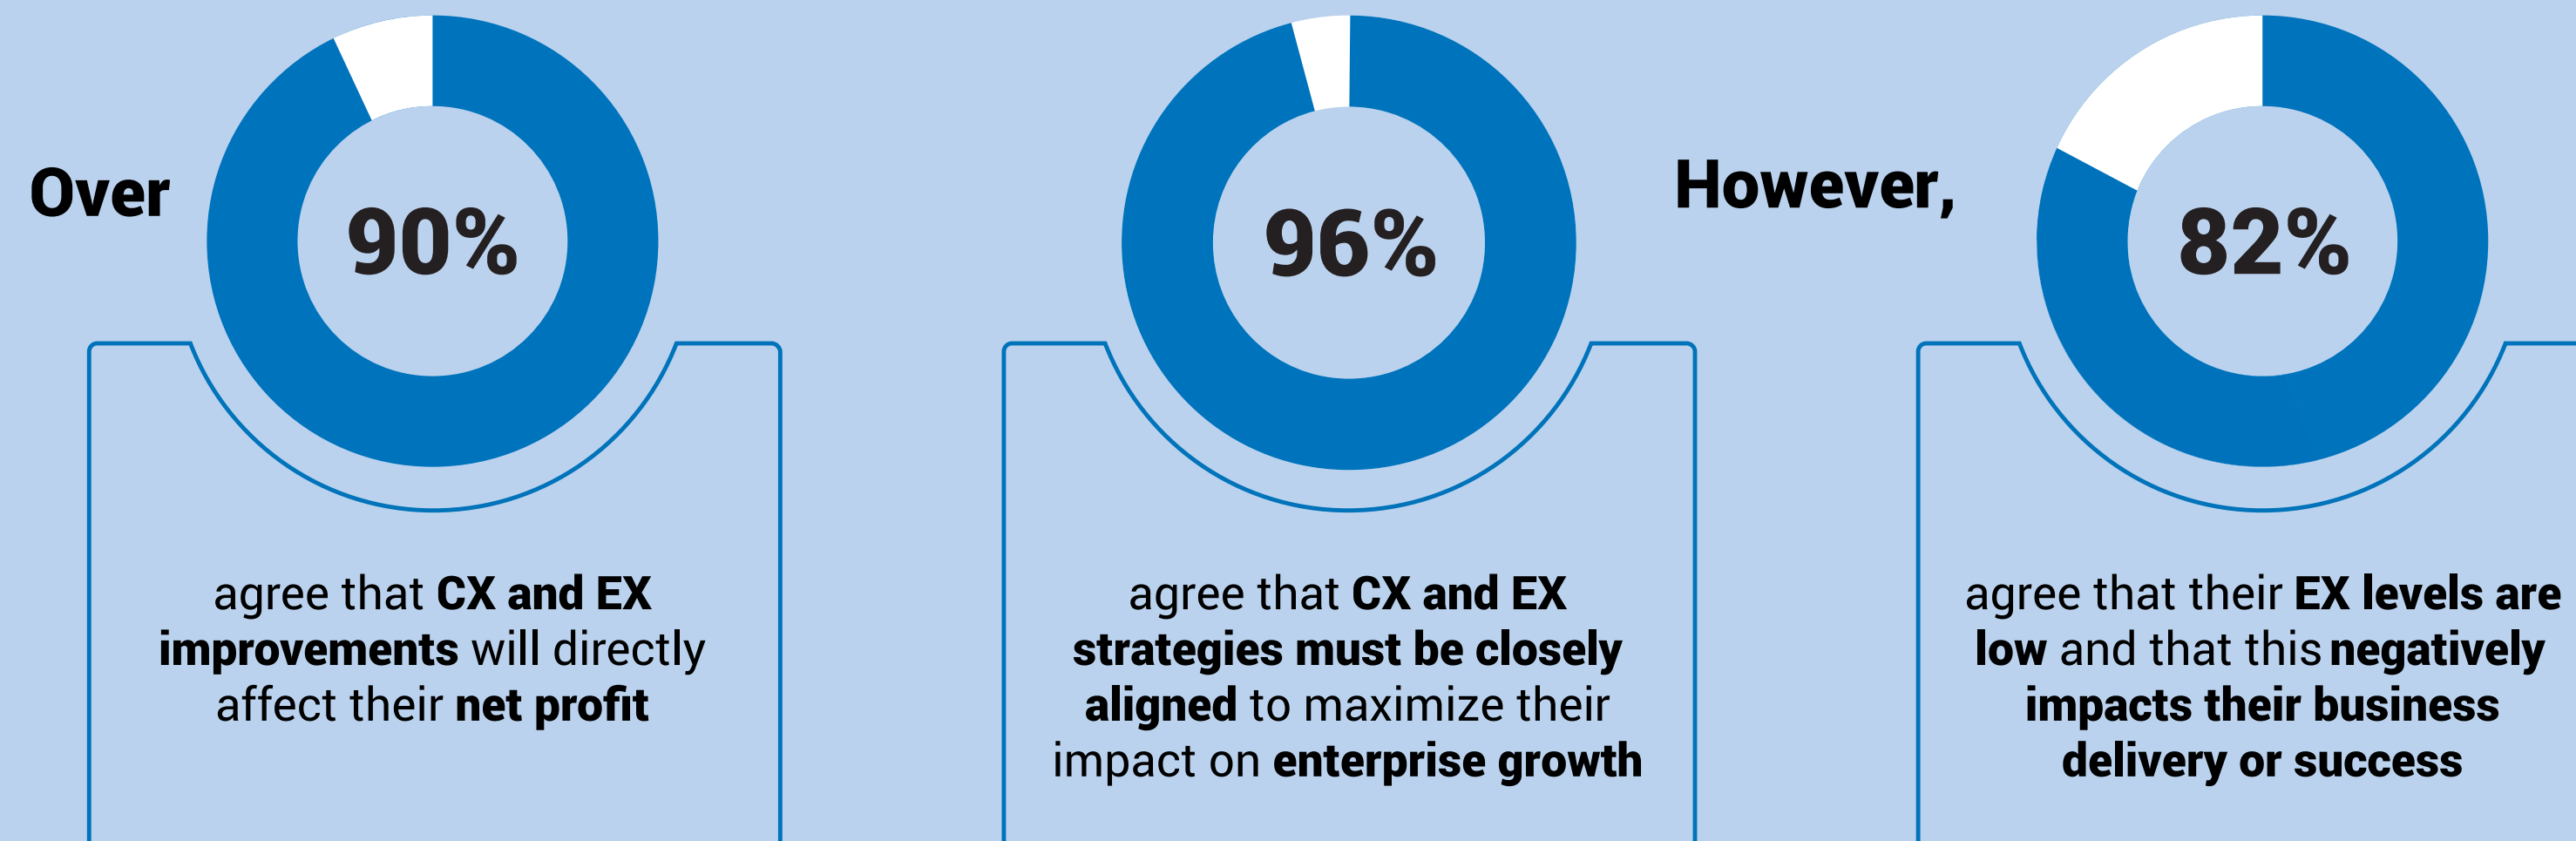 Over
90%
agree that CX and EX
improvements will directly
affect their net profit
96%
agree that CX and EX
strategies must be closely
aligned to maximize their
impact on enterprise growth
However,
82%
agree that their EX levels are
low and that this negatively
impacts their business
delivery or success